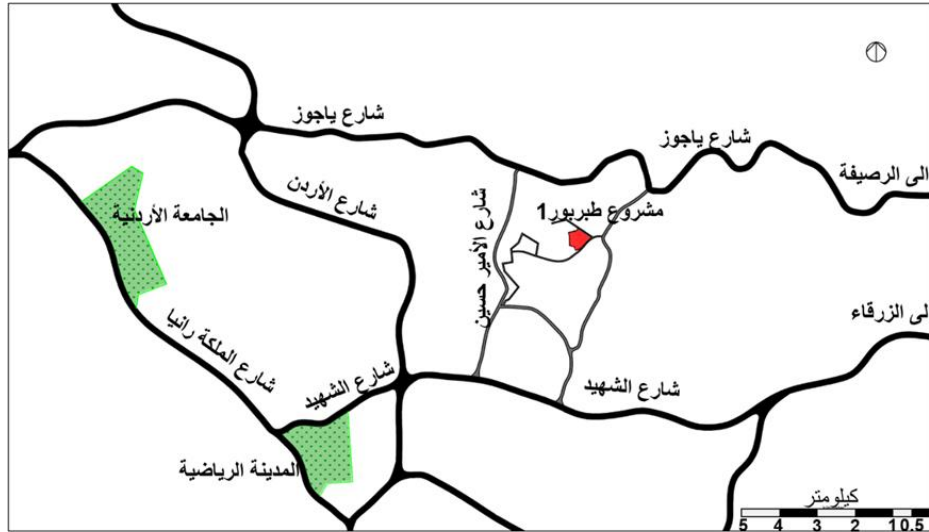 شارع ياجوز
شارع ياجوز
الى الرصيفة
مشروع طبربور1
شارع الأردن
شارع الأمير حسين
الجامعة الأردنية
لى الزرقاء
شارع الملكة رانيا
شارع الشهيد
شارع الشهيد
المدينة الرياضية
كيلومتر
5 4 3 2 1 0.5